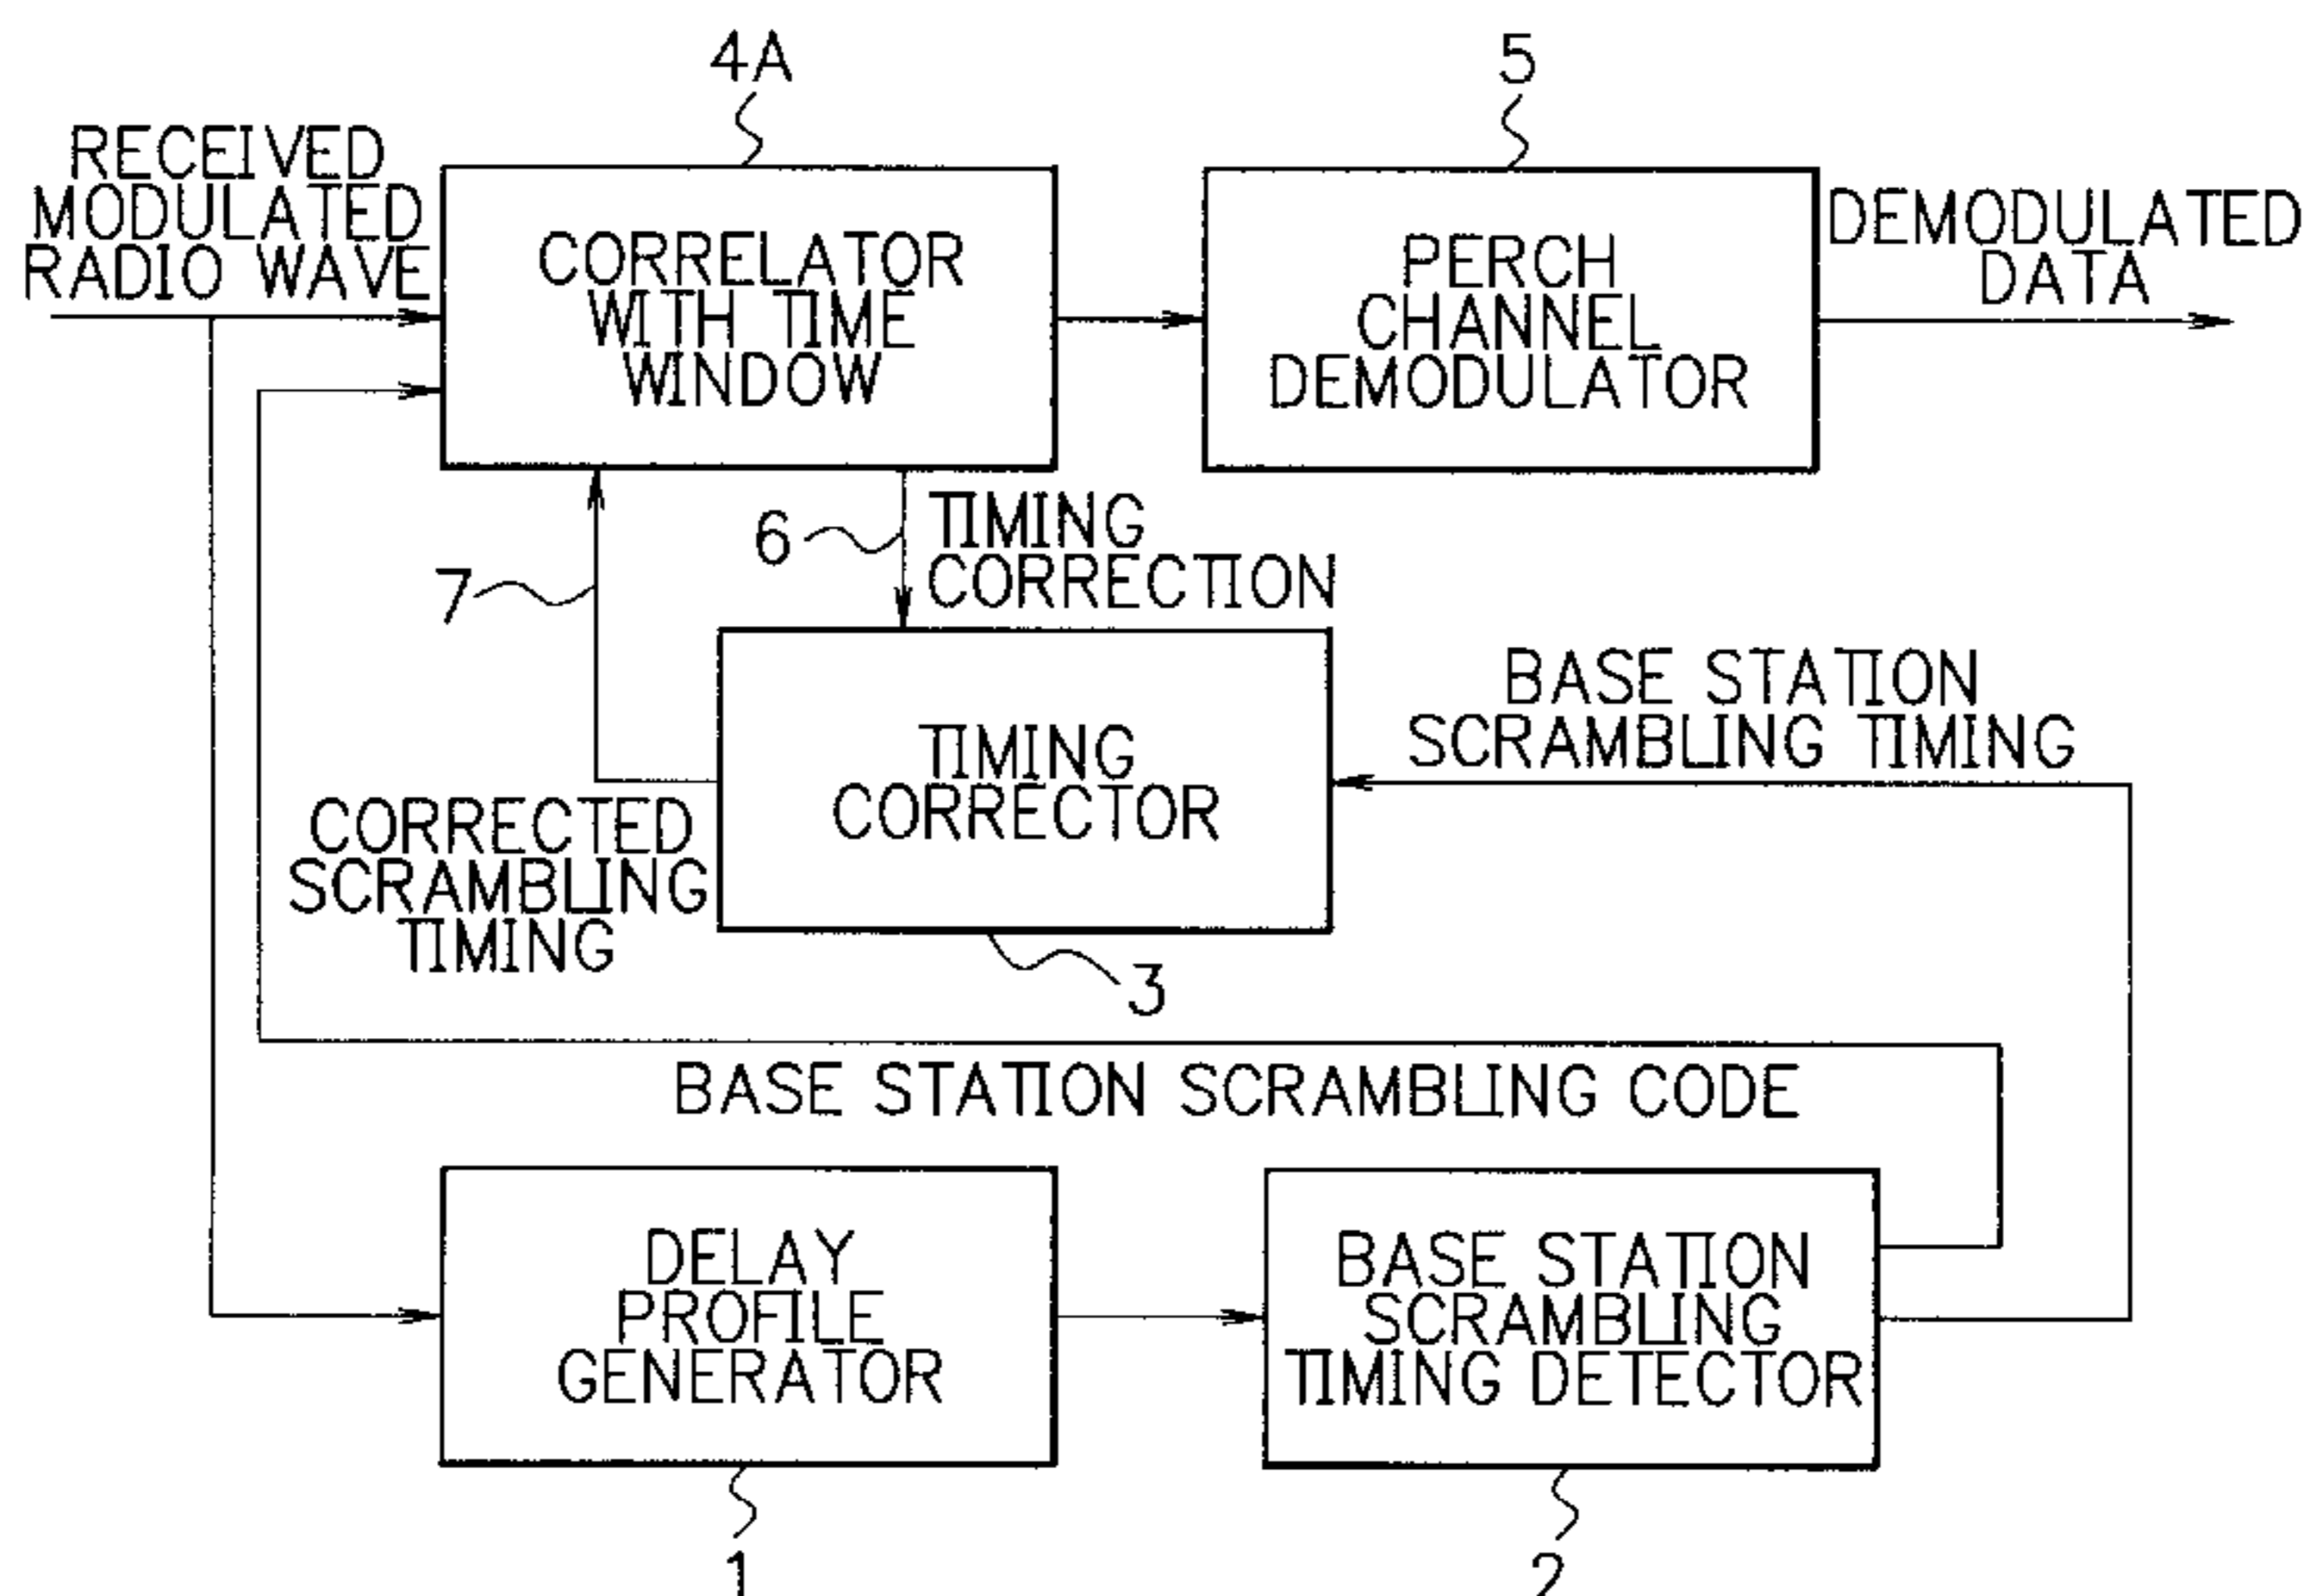 4A
5
RECEIVED
MODULATED
RADIO WAVE
CORRELATOR
WITH TIME
WINDOW
PERCH
CHANNEL
DEMODULATOR
DEMODULATED
DATA
6
TIMING
CORRECTION
7
TIMING
CORRECTOR
BASE STATION
SCRAMBLING TIMING
CORRECTED
SCRAMBLING
TIMING
3
BASE STATION SCRAMBLING CODE
DELAY
PROFILE
GENERATOR
BASE STATION
SCRAMBLING
TIMING DETECTOR
1
2